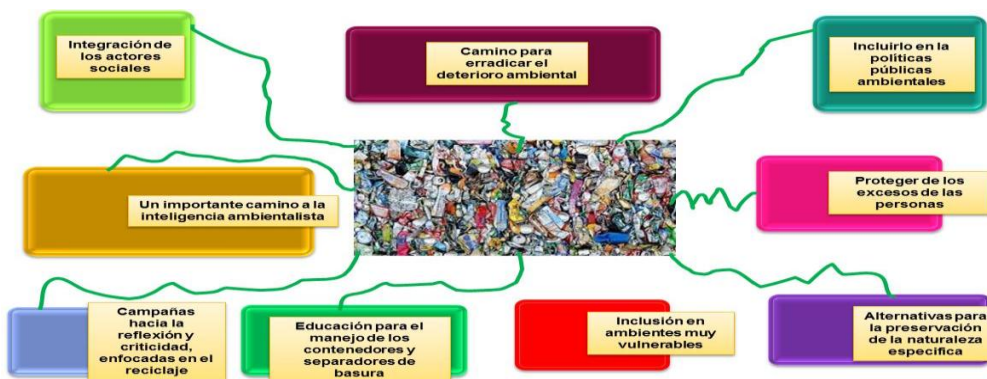 Integración de
los actores
sociales
Camino para
erradicar el
deterioro ambiental
Incluirlo en la
políticas
públicas
ambientales
Un importante camino a la
inteligencia ambientalista
Proteger de los
excesos de las
personas
Campañas
hacia la
reflexión y
criticidad,
enfocadas en el
reciclaje
Educación para el
manejo de los
contenedores y
separadores de
basura
Inclusión en
ambientes muy
vulnerables
Alternativas para
la preservación
de la naturaleza
especifica